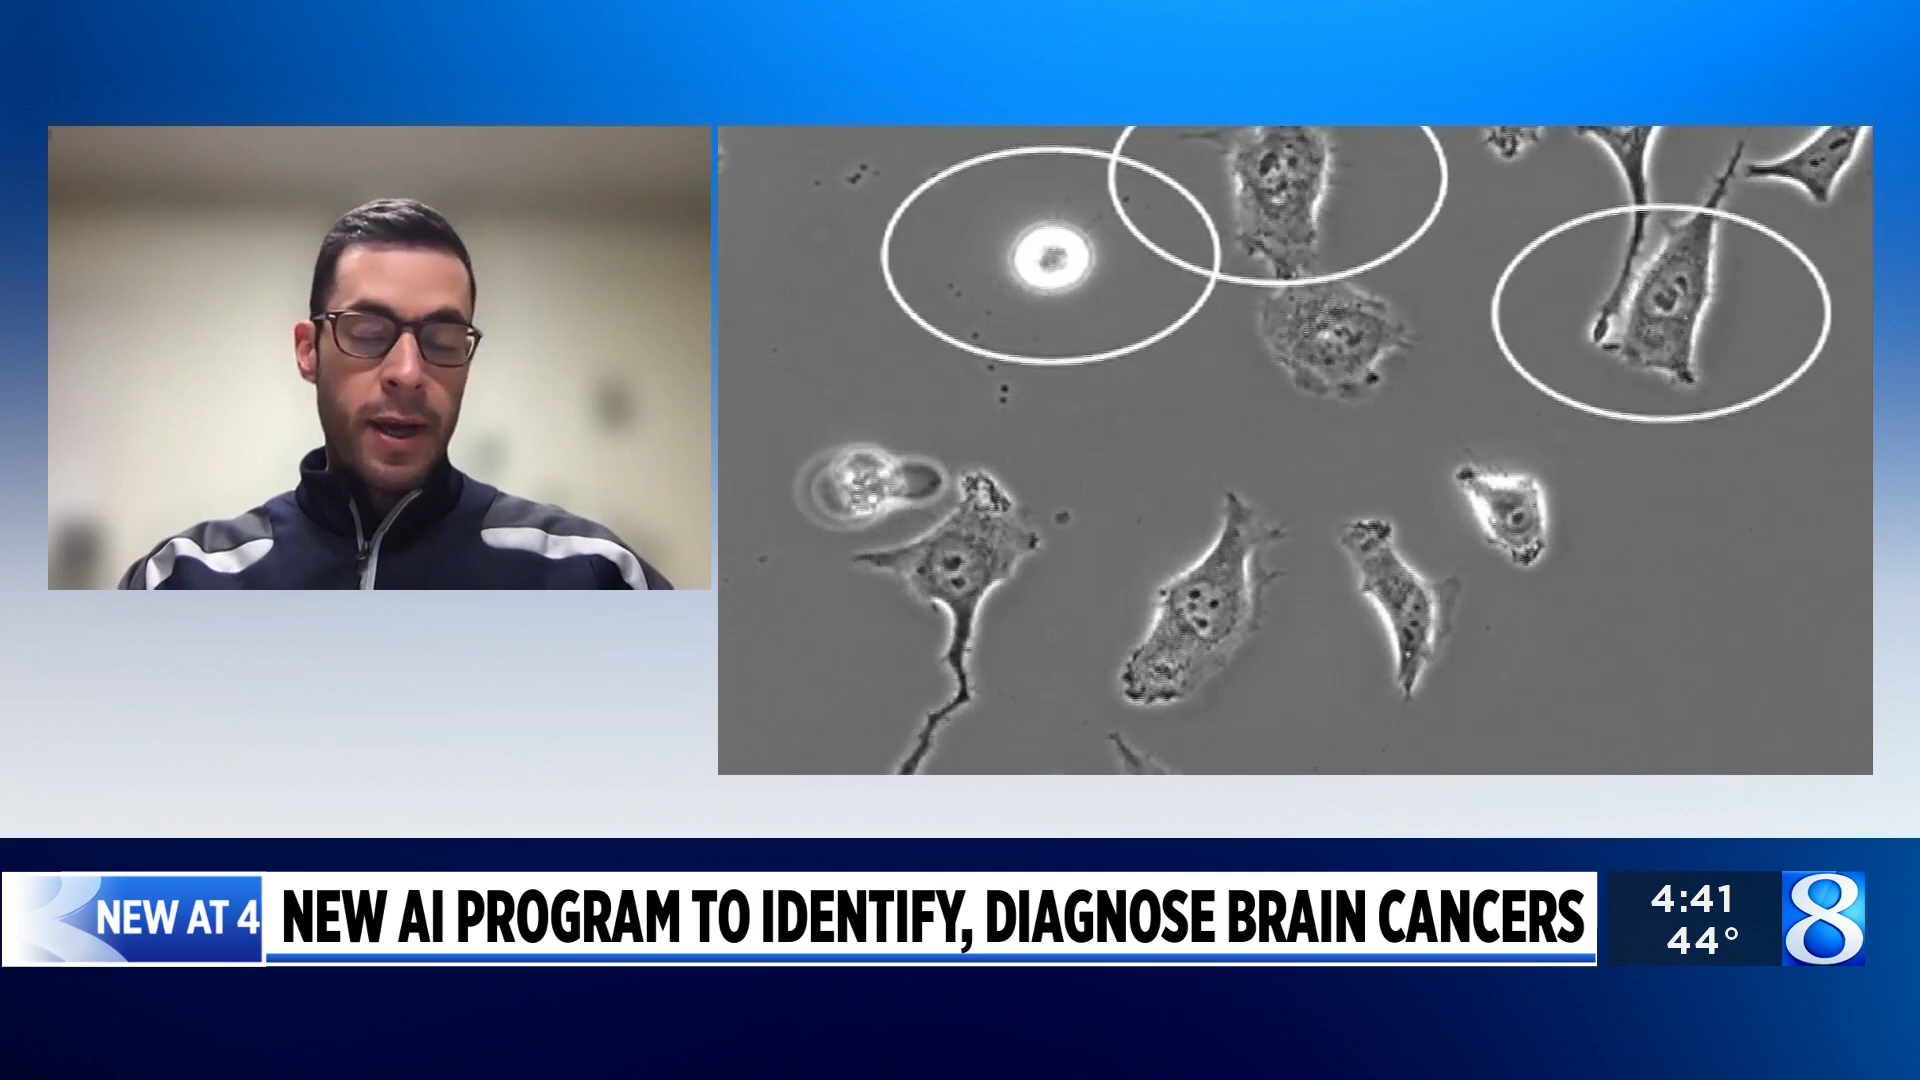 NEW AT 4
NEW AI PROGRAM TO IDENTIFY, DIAGNOSE BRAIN CANCERS
4:41
44°
8